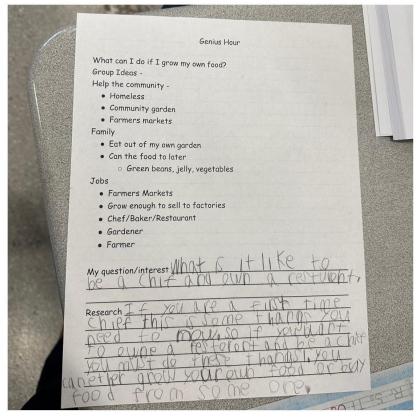 Genius Hour
What can I do if I grow my own food?
Group Ideas -
Help the community -
• Homeless
• Community garden
• Farmers markets
Family
• Eat out of my own garden
• Can the food to later
○ Green beans, jelly, vegetables
Jobs
• Farmers Markets
• Grow enough to sell to factories
• Chef/Baker/Restaurant
• Gardener
• Farmer
My question/interest What is it like to
be a chif and own a resturent,
Research If you are a first time
Chief this is some thangs you
need to so if you want
to owne a resteront and be a chif
you must do these thangs, you
can ether grow your own food or buy
food from some one.